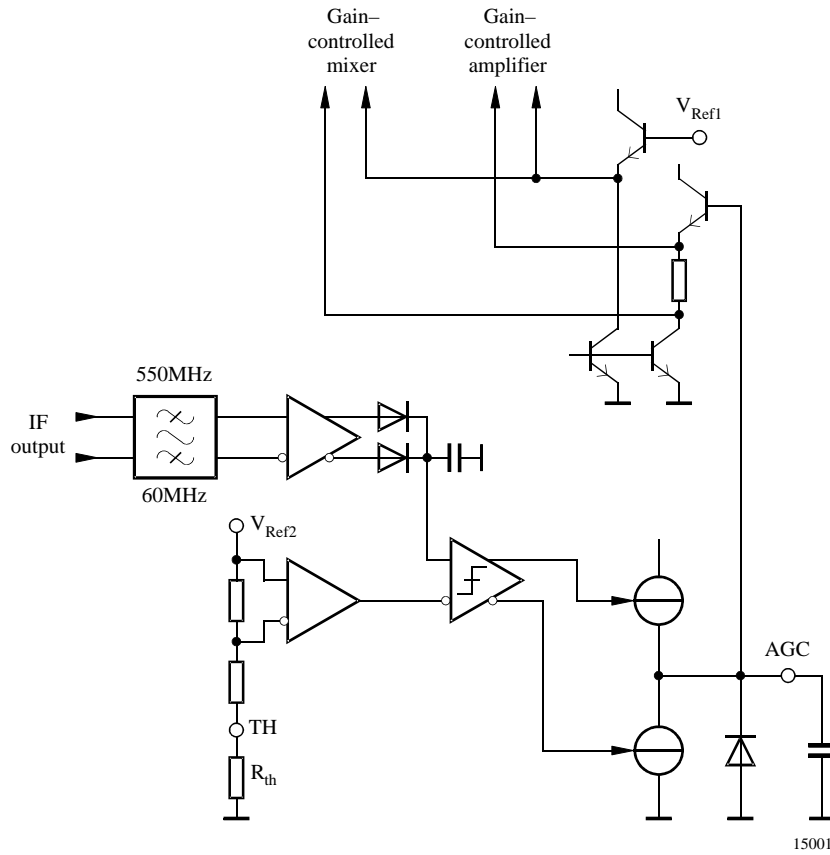 Gain–
controlled
mixer
Gain–
controlled
amplifier
VRef1
550MHz
IF
output
60MHz
VRef2
TH
Rth
AGC
15001